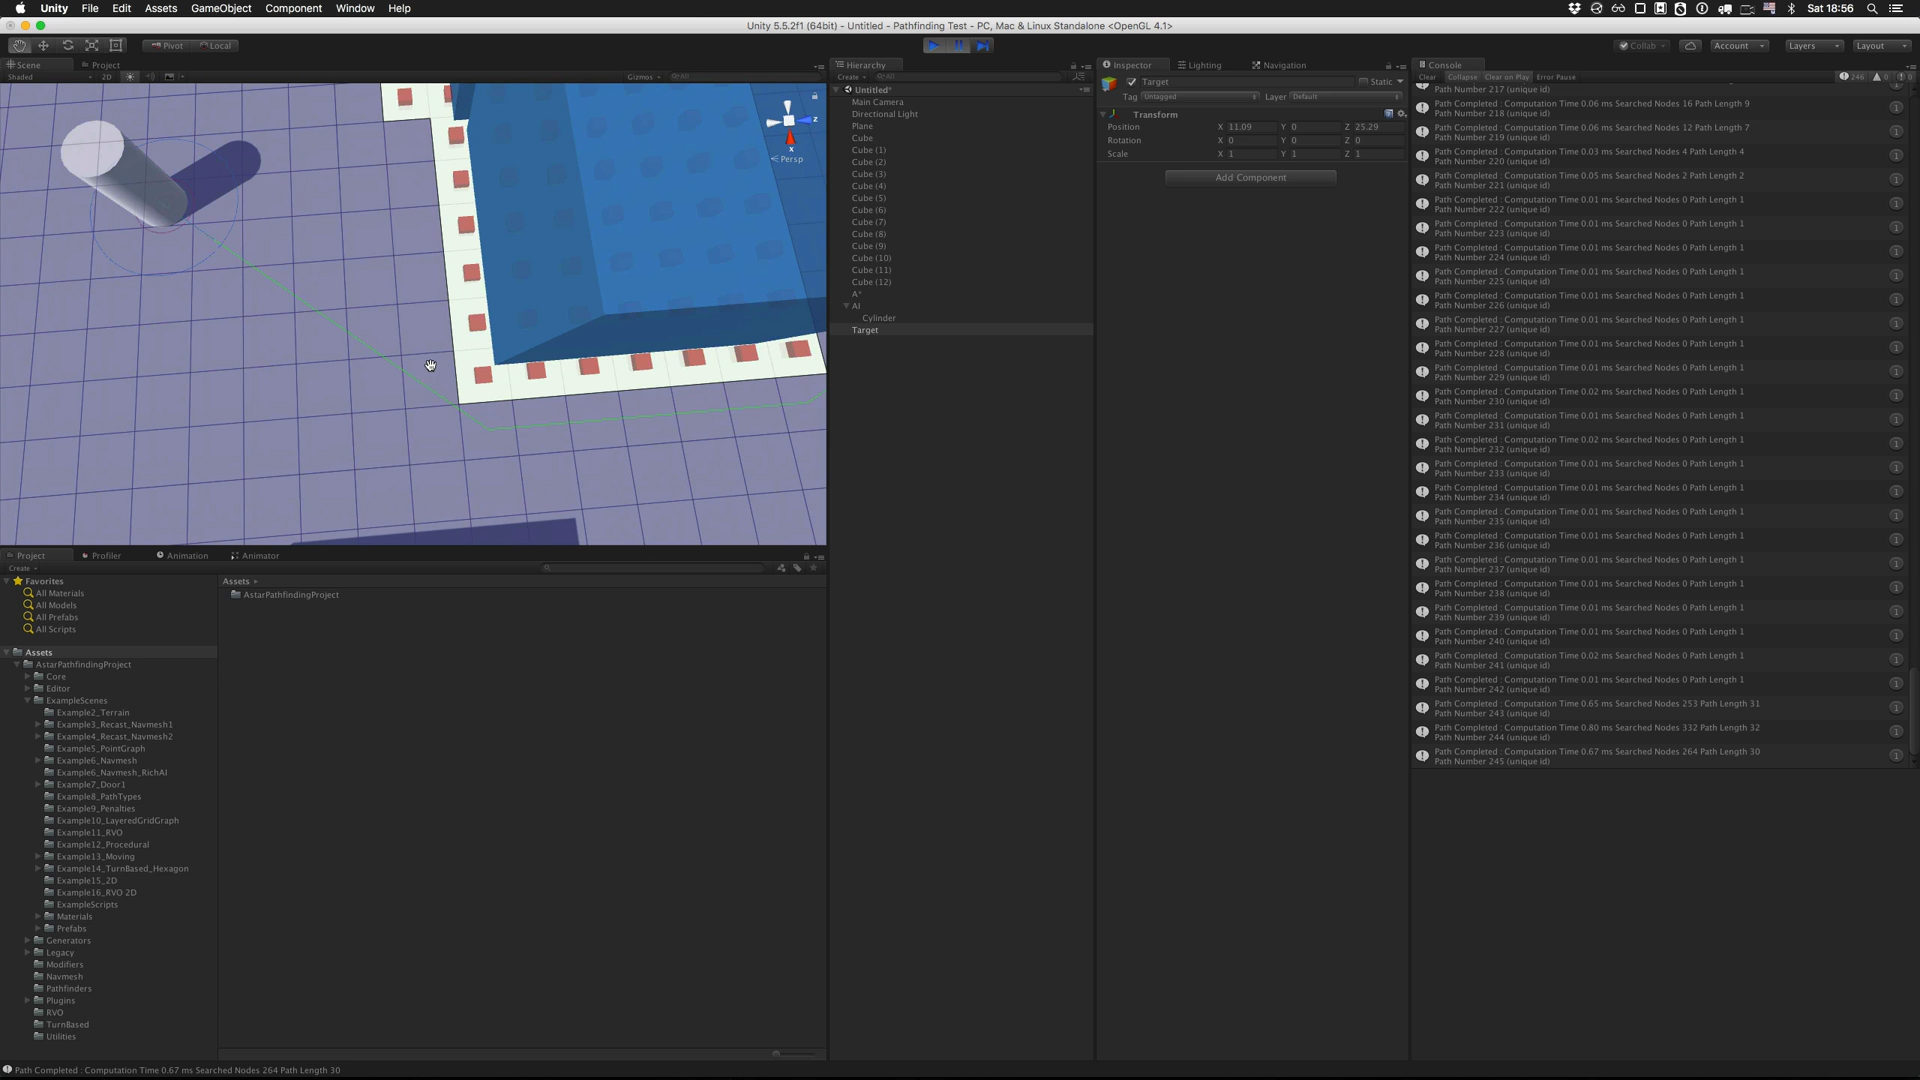 Unity File Edit Assets GameObject Component Window Help
Sat 18:56
Unity 5.5.2f1 (64bit) - Untitled - Pathfinding Test - PC, Mac & Linux Standalone <OpenGL 4.1>
Pivot Local
Collab Account Layers Layout
Scene Project
Shaded 2D Gizmos All
z
x
Persp
Hierarchy
Create All
Untitled*
Main Camera
Directional Light
Plane
Cube
Cube (1)
Cube (2)
Cube (3)
Cube (4)
Cube (5)
Cube (6)
Cube (7)
Cube (8)
Cube (9)
Cube (10)
Cube (11)
Cube (12)
A*
AI
Cylinder
Target
Inspector Lighting Navigation
Target Static
Tag Untagged Layer Default
Transform
Position X 11.09 Y 0 Z 25.29
Rotation X 0 Y 0 Z 0
Scale X 1 Y 1 Z 1
Add Component
Console
Clear Collapse Clear on Play Error Pause 246 0 0
Path Number 217 (unique id)
Path Completed : Computation Time 0.06 ms Searched Nodes 16 Path Length 9
Path Number 218 (unique id)
Path Completed : Computation Time 0.06 ms Searched Nodes 12 Path Length 7
Path Number 219 (unique id)
Path Completed : Computation Time 0.03 ms Searched Nodes 4 Path Length 4
Path Number 220 (unique id)
Path Completed : Computation Time 0.05 ms Searched Nodes 2 Path Length 2
Path Number 221 (unique id)
Path Completed : Computation Time 0.01 ms Searched Nodes 0 Path Length 1
Path Number 222 (unique id)
Path Completed : Computation Time 0.01 ms Searched Nodes 0 Path Length 1
Path Number 223 (unique id)
Path Completed : Computation Time 0.01 ms Searched Nodes 0 Path Length 1
Path Number 224 (unique id)
Path Completed : Computation Time 0.01 ms Searched Nodes 0 Path Length 1
Path Number 225 (unique id)
Path Completed : Computation Time 0.01 ms Searched Nodes 0 Path Length 1
Path Number 226 (unique id)
Path Completed : Computation Time 0.01 ms Searched Nodes 0 Path Length 1
Path Number 227 (unique id)
Path Completed : Computation Time 0.01 ms Searched Nodes 0 Path Length 1
Path Number 228 (unique id)
Path Completed : Computation Time 0.01 ms Searched Nodes 0 Path Length 1
Path Number 229 (unique id)
Path Completed : Computation Time 0.02 ms Searched Nodes 0 Path Length 1
Path Number 230 (unique id)
Path Completed : Computation Time 0.01 ms Searched Nodes 0 Path Length 1
Path Number 231 (unique id)
Path Completed : Computation Time 0.02 ms Searched Nodes 0 Path Length 1
Path Number 232 (unique id)
Path Completed : Computation Time 0.01 ms Searched Nodes 0 Path Length 1
Path Number 233 (unique id)
Path Completed : Computation Time 0.01 ms Searched Nodes 0 Path Length 1
Path Number 234 (unique id)
Path Completed : Computation Time 0.01 ms Searched Nodes 0 Path Length 1
Path Number 235 (unique id)
Path Completed : Computation Time 0.01 ms Searched Nodes 0 Path Length 1
Path Number 236 (unique id)
Path Completed : Computation Time 0.01 ms Searched Nodes 0 Path Length 1
Path Number 237 (unique id)
Path Completed : Computation Time 0.01 ms Searched Nodes 0 Path Length 1
Path Number 238 (unique id)
Path Completed : Computation Time 0.01 ms Searched Nodes 0 Path Length 1
Path Number 239 (unique id)
Path Completed : Computation Time 0.01 ms Searched Nodes 0 Path Length 1
Path Number 240 (unique id)
Path Completed : Computation Time 0.02 ms Searched Nodes 0 Path Length 1
Path Number 241 (unique id)
Path Completed : Computation Time 0.01 ms Searched Nodes 0 Path Length 1
Path Number 242 (unique id)
Path Completed : Computation Time 0.65 ms Searched Nodes 253 Path Length 31
Path Number 243 (unique id)
Path Completed : Computation Time 0.80 ms Searched Nodes 332 Path Length 32
Path Number 244 (unique id)
Path Completed : Computation Time 0.67 ms Searched Nodes 264 Path Length 30
Path Number 245 (unique id)
Project Profiler Animation Animator
Create
Favorites
All Materials
All Models
All Prefabs
All Scripts
Assets
AstarPathfindingProject
Core
Editor
ExampleScenes
Example2_Terrain
Example3_Recast_Navmesh1
Example4_Recast_Navmesh2
Example5_PointGraph
Example6_Navmesh
Example6_Navmesh_RichAI
Example7_Door1
Example8_PathTypes
Example9_Penalties
Example10_LayeredGridGraph
Example11_RVO
Example12_Procedural
Example13_Moving
Example14_TurnBased_Hexagon
Example15_2D
Example16_RVO 2D
ExampleScripts
Materials
Prefabs
Generators
Legacy
Modifiers
Navmesh
Pathfinders
Plugins
RVO
TurnBased
Utilities
Assets
AstarPathfindingProject
Path Completed : Computation Time 0.67 ms Searched Nodes 264 Path Length 30